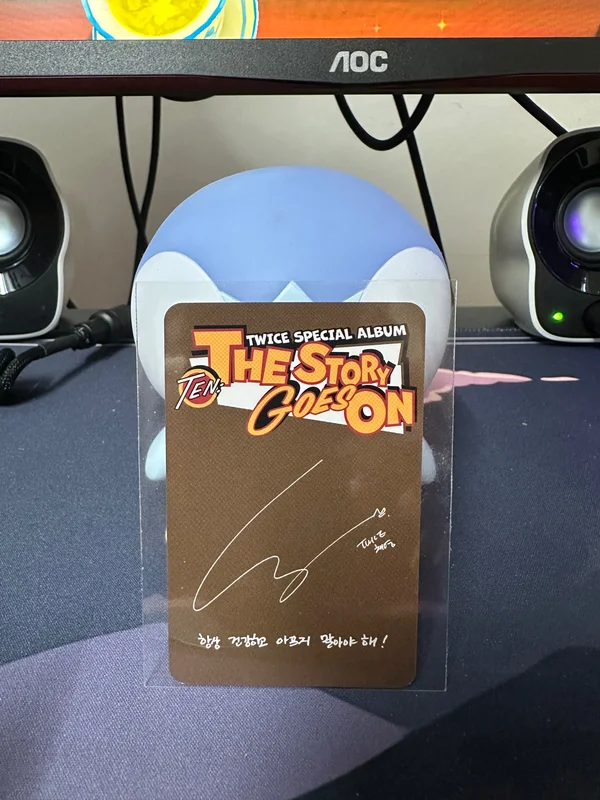 AOC
TWICE SPECIAL ALBUM
TEN:
THE STORY
GOES ON
TWICE
채영
항상 건강하고 아프지 말아야 해!